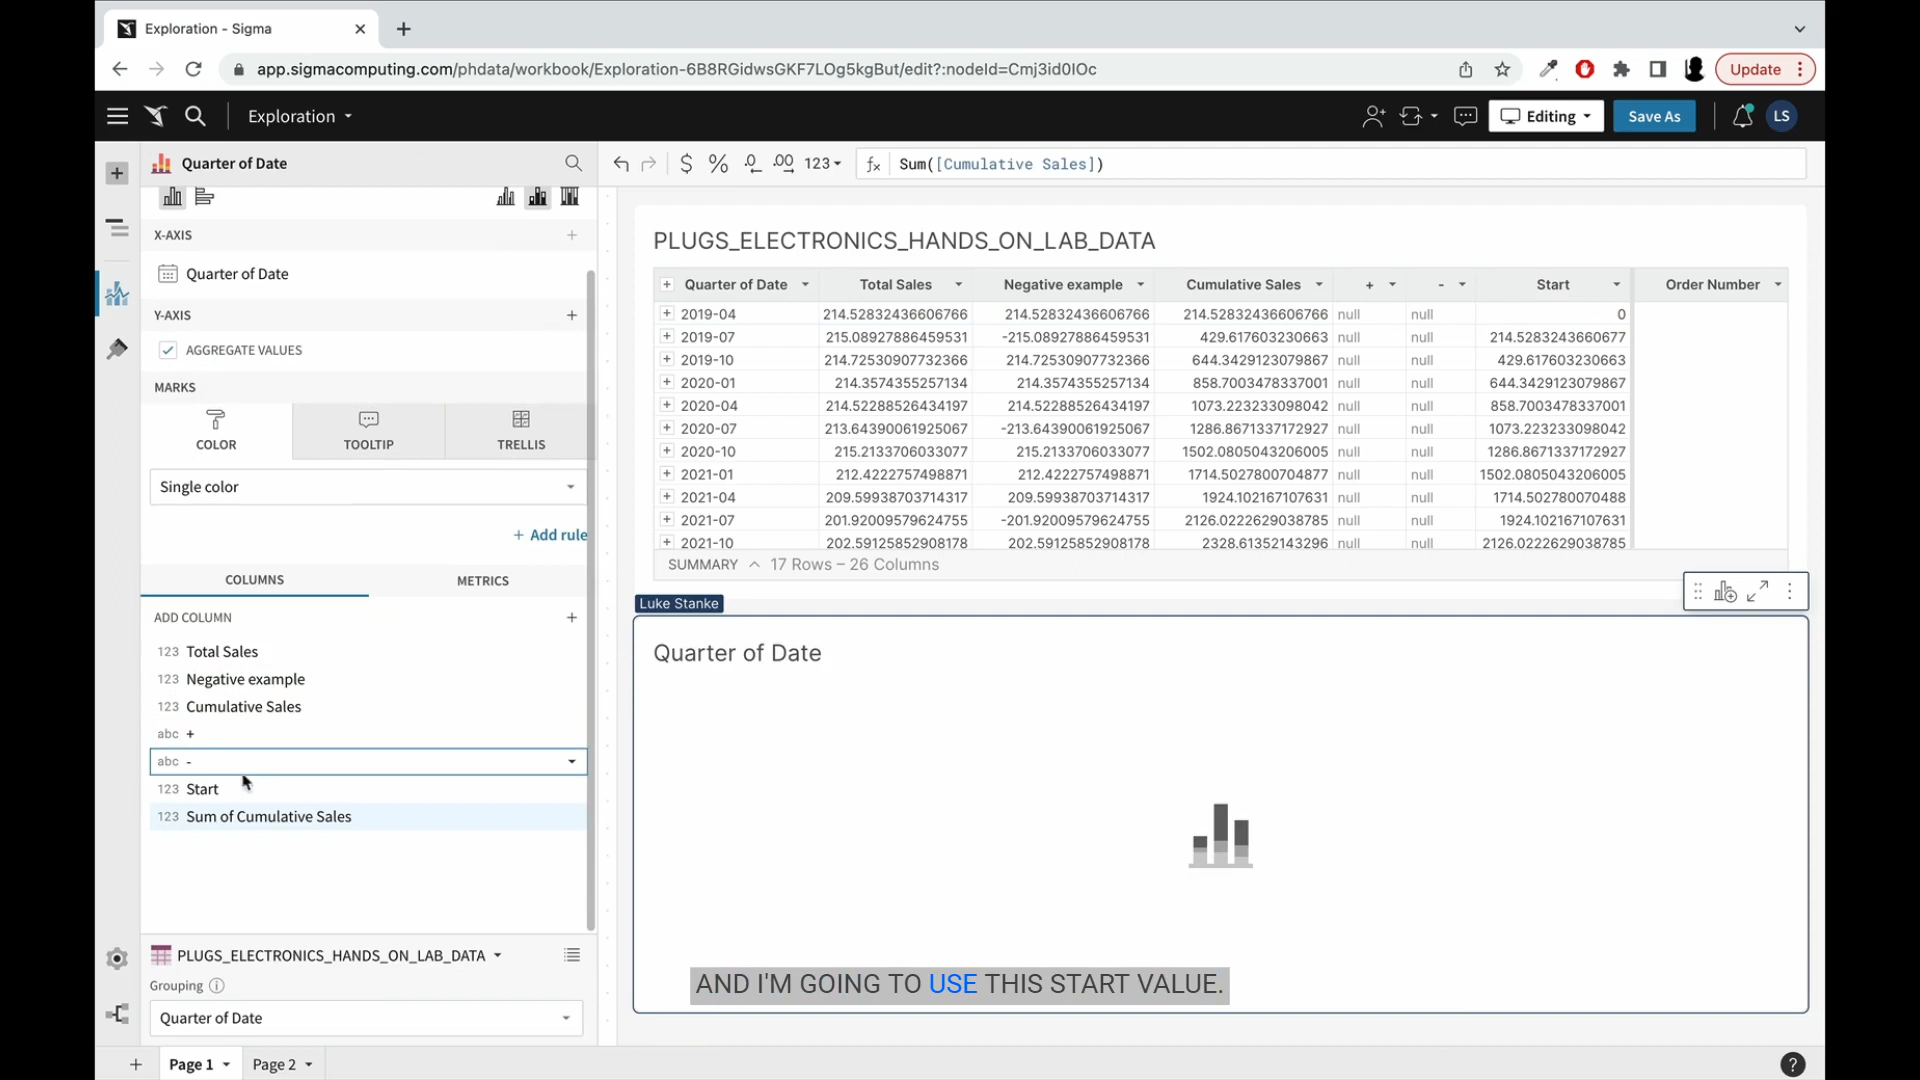 Exploration - Sigma
app.sigmacomputing.com/phdata/workbook/Exploration-6B8RGidwsGKF7LOg5kgBut/edit?:nodeId=Cmj3id0IOc
Update
Exploration
Editing
Save As
LS
Quarter of Date
$ % .0 .00 123
fx Sum([Cumulative Sales])
X-AXIS
Quarter of Date
Y-AXIS
AGGREGATE VALUES
MARKS
COLOR TOOLTIP TRELLIS
Single color
+ Add rule
COLUMNS METRICS
ADD COLUMN
123 Total Sales
123 Negative example
123 Cumulative Sales
abc +
abc -
123 Start
123 Sum of Cumulative Sales
PLUGS_ELECTRONICS_HANDS_ON_LAB_DATA
Grouping
Quarter of Date
PLUGS_ELECTRONICS_HANDS_ON_LAB_DATA
Quarter of Date Total Sales Negative example Cumulative Sales + - Start Order Number
2019-04 214.52832436606766 214.52832436606766 214.52832436606766 null null 0
2019-07 215.08927886459531 -215.08927886459531 429.617603230663 null null 214.5283243660677
2019-10 214.72530907732366 214.72530907732366 644.3429123079867 null null 429.617603230663
2020-01 214.3574355257134 214.3574355257134 858.7003478337001 null null 644.3429123079867
2020-04 214.52288526434197 214.52288526434197 1073.223233098042 null null 858.7003478337001
2020-07 213.64390061925067 -213.64390061925067 1286.8671337172927 null null 1073.223233098042
2020-10 215.2133706033077 215.2133706033077 1502.0805043206005 null null 1286.8671337172927
2021-01 212.4222757498871 212.4222757498871 1714.5027800704877 null null 1502.0805043206005
2021-04 209.59938703714317 209.59938703714317 1924.102167107631 null null 1714.502780070488
2021-07 201.92009579624755 -201.92009579624755 2126.0222629038785 null null 1924.102167107631
2021-10 202.59125852908178 202.59125852908178 2328.61352143296 null null 2126.0222629038785
SUMMARY 17 Rows – 26 Columns
Luke Stanke
Quarter of Date
AND I'M GOING TO USE THIS START VALUE.
Page 1 Page 2
?